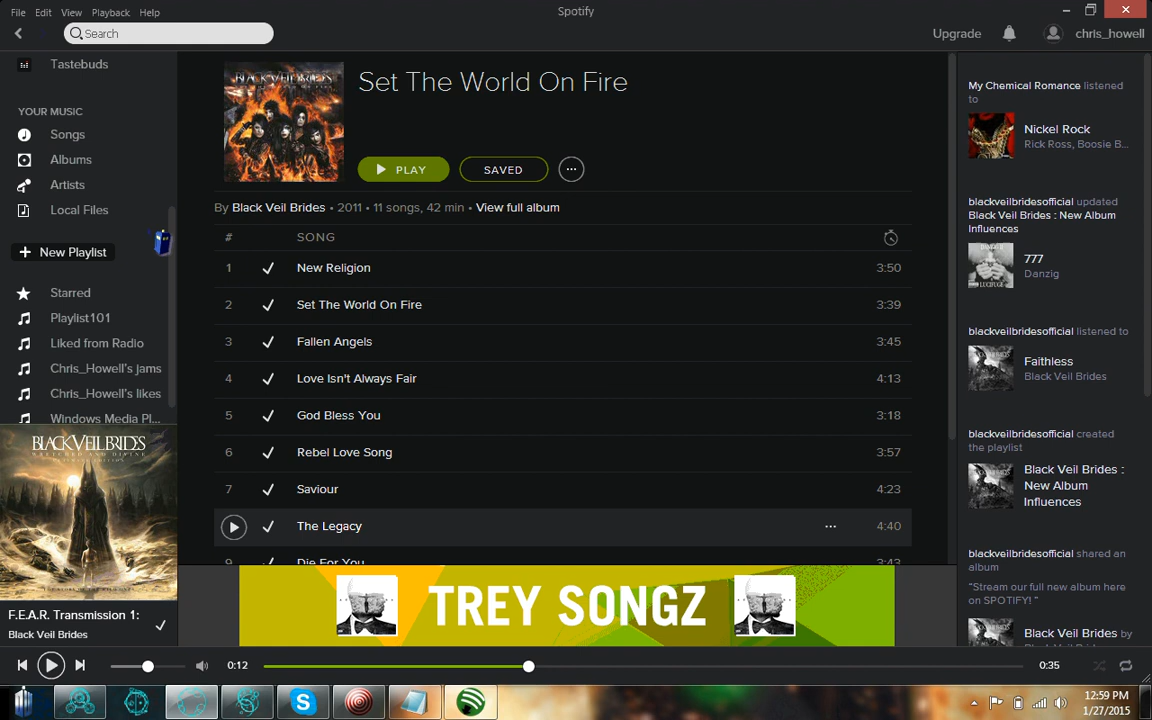 File Edit View Playback Help
Spotify
Search
Upgrade
chris_howell
Tastebuds
YOUR MUSIC
Songs
Albums
Artists
Local Files
New Playlist
Starred
Playlist101
Liked from Radio
Chris_Howell's jams
Chris_Howell's likes
Windows Media Pl...
BLACK VEIL BRIDES
WRETCHED AND DIVINE
F.E.A.R. Transmission 1:
Black Veil Brides
BLACK VEIL BRIDES
Set The World On Fire
PLAY
SAVED
By Black Veil Brides • 2011 • 11 songs, 42 min • View full album
# SONG
1 New Religion 3:50
2 Set The World On Fire 3:39
3 Fallen Angels 3:45
4 Love Isn't Always Fair 4:13
5 God Bless You 3:18
6 Rebel Love Song 3:57
7 Saviour 4:23
The Legacy ... 4:40
9 Die For You 3:43
TREY SONGZ
My Chemical Romance listened
to
Nickel Rock
Rick Ross, Boosie B...
blackveilbridesofficial updated
Black Veil Brides : New Album
Influences
777
Danzig
blackveilbridesofficial listened to
Faithless
Black Veil Brides
blackveilbridesofficial created
the playlist
Black Veil Brides :
New Album
Influences
blackveilbridesofficial shared an
album
"Stream our full new album here
on SPOTIFY! "
Black Veil Brides by
0:12
0:35
12:59 PM
1/27/2015